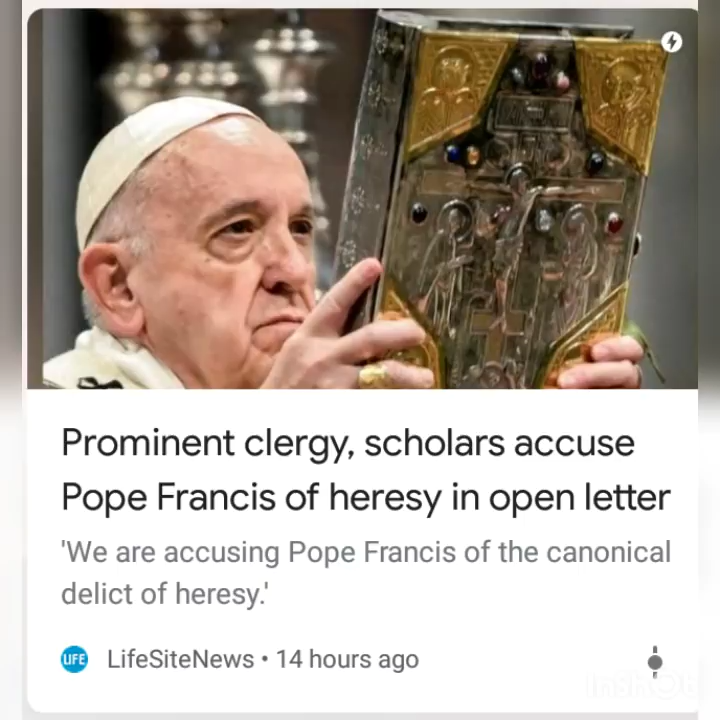 Prominent clergy, scholars accuse
Pope Francis of heresy in open letter
'We are accusing Pope Francis of the canonical
delict of heresy.'
LIFE LifeSiteNews • 14 hours ago
InShOt